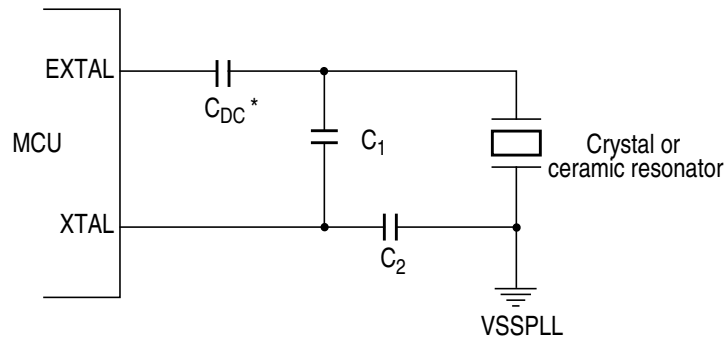 EXTAL
C_DC *
MCU
C_1
Crystal or
ceramic resonator
XTAL
C_2
VSSPLL